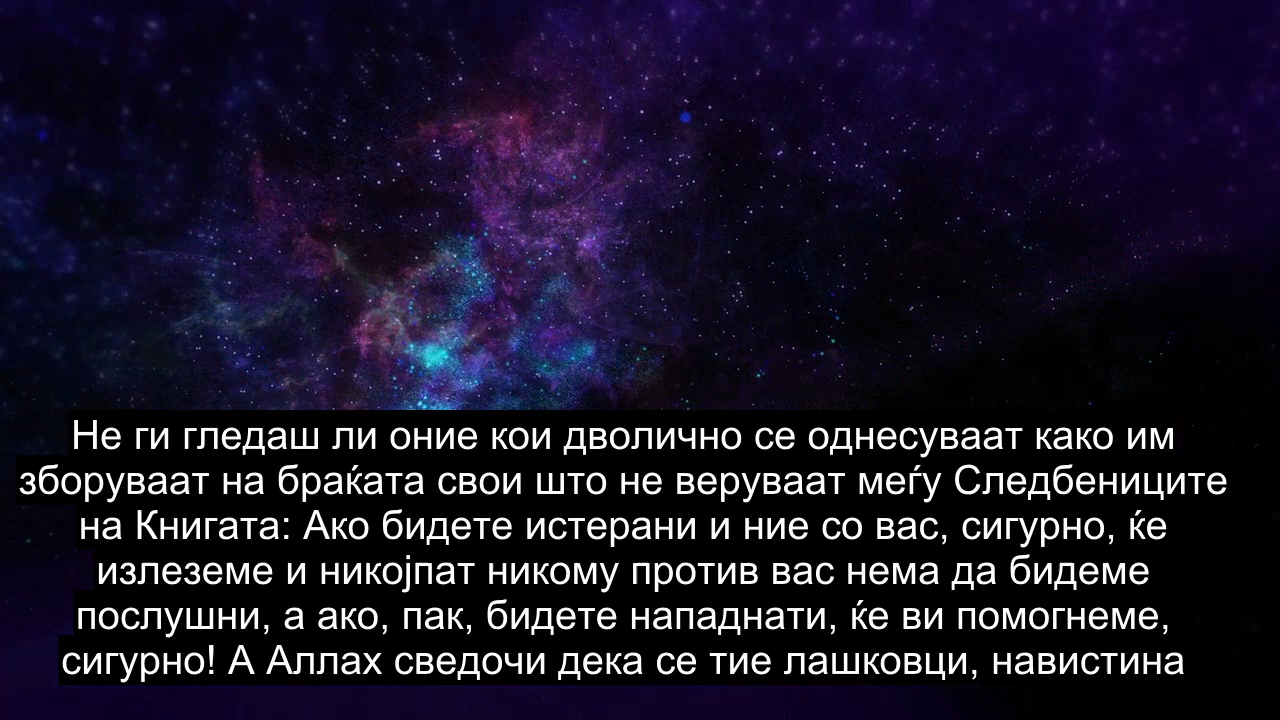 Не ги гледаш ли оние кои дволично се однесуваат како им
зборуваат на браќата свои што не веруваат меѓу Следбениците
на Книгата: Ако бидете истерани и ние со вас, сигурно, ќе
излеземе и никојпат никому против вас нема да бидеме
послушни, а ако, пак, бидете нападнати, ќе ви помогнеме,
сигурно! А Аллах сведочи дека се тие лашковци, навистина